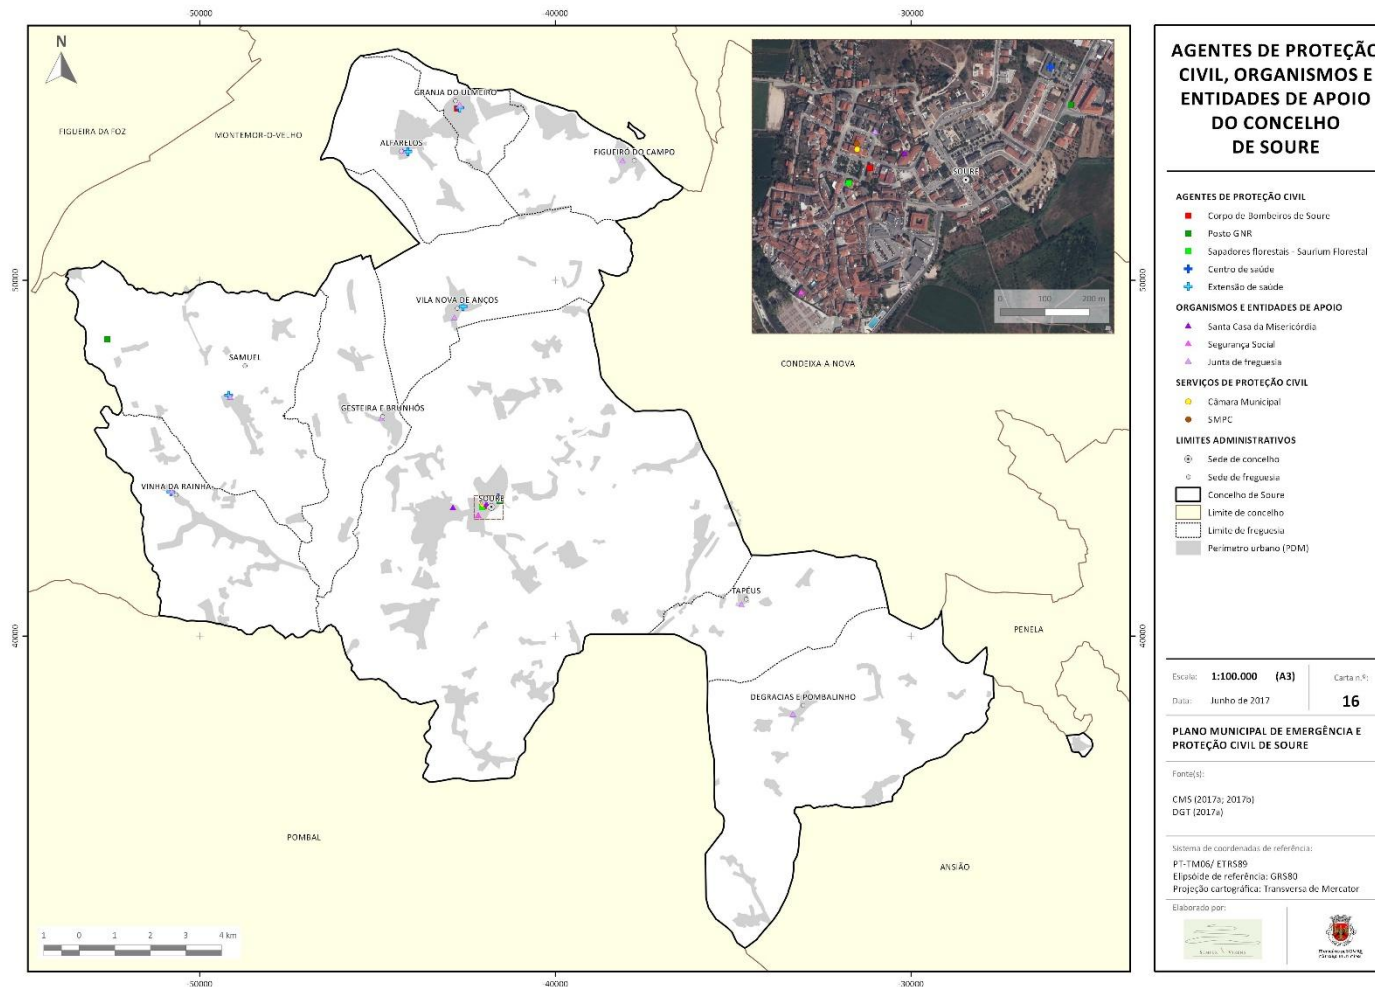 -50000
-40000
-30000
N
FIGUEIRA DA FOZ
MONTEMOR-O-VELHO
GRANJA DO ULMEIRO
ALFARELOS
FIGUEIRÓ DO CAMPO
SOURE
0 100 200 m
50000
50000
VILA NOVA DE ANÇOS
CONDEIXA-A-NOVA
SAMUEL
GESTEIRA E BRUNHÓS
VINHA DA RAINHA
SOURE
TAPÉUS
40000
40000
PENELA
DEGRACIAS E POMBALINHO
POMBAL
ANSIÃO
1 0 1 2 3 4 km
-50000
-40000
-30000
AGENTES DE PROTEÇÃO
CIVIL, ORGANISMOS E
ENTIDADES DE APOIO
DO CONCELHO
DE SOURE
AGENTES DE PROTEÇÃO CIVIL
Corpo de Bombeiros de Soure
Posto GNR
Sapadores florestais - Saurium Florestal
Centro de saúde
Extensão de saúde
ORGANISMOS E ENTIDADES DE APOIO
Santa Casa da Misericórdia
Segurança Social
Junta de freguesia
SERVIÇOS DE PROTEÇÃO CIVIL
Câmara Municipal
SMPC
LIMITES ADMINISTRATIVOS
Sede de concelho
Sede de freguesia
Concelho de Soure
Limite de concelho
Limite de freguesia
Perímetro urbano (PDM)
Escala: 1:100.000 (A3)
Carta n.º:
Data: Junho de 2017
16
PLANO MUNICIPAL DE EMERGÊNCIA E
PROTEÇÃO CIVIL DE SOURE
Fonte(s):
CMS (2017a; 2017b)
DGT (2017a)
Sistema de coordenadas de referência:
PT-TM06/ ETRS89
Elipsóide de referência: GRS80
Projeção cartográfica: Transversa de Mercator
Elaborado por: